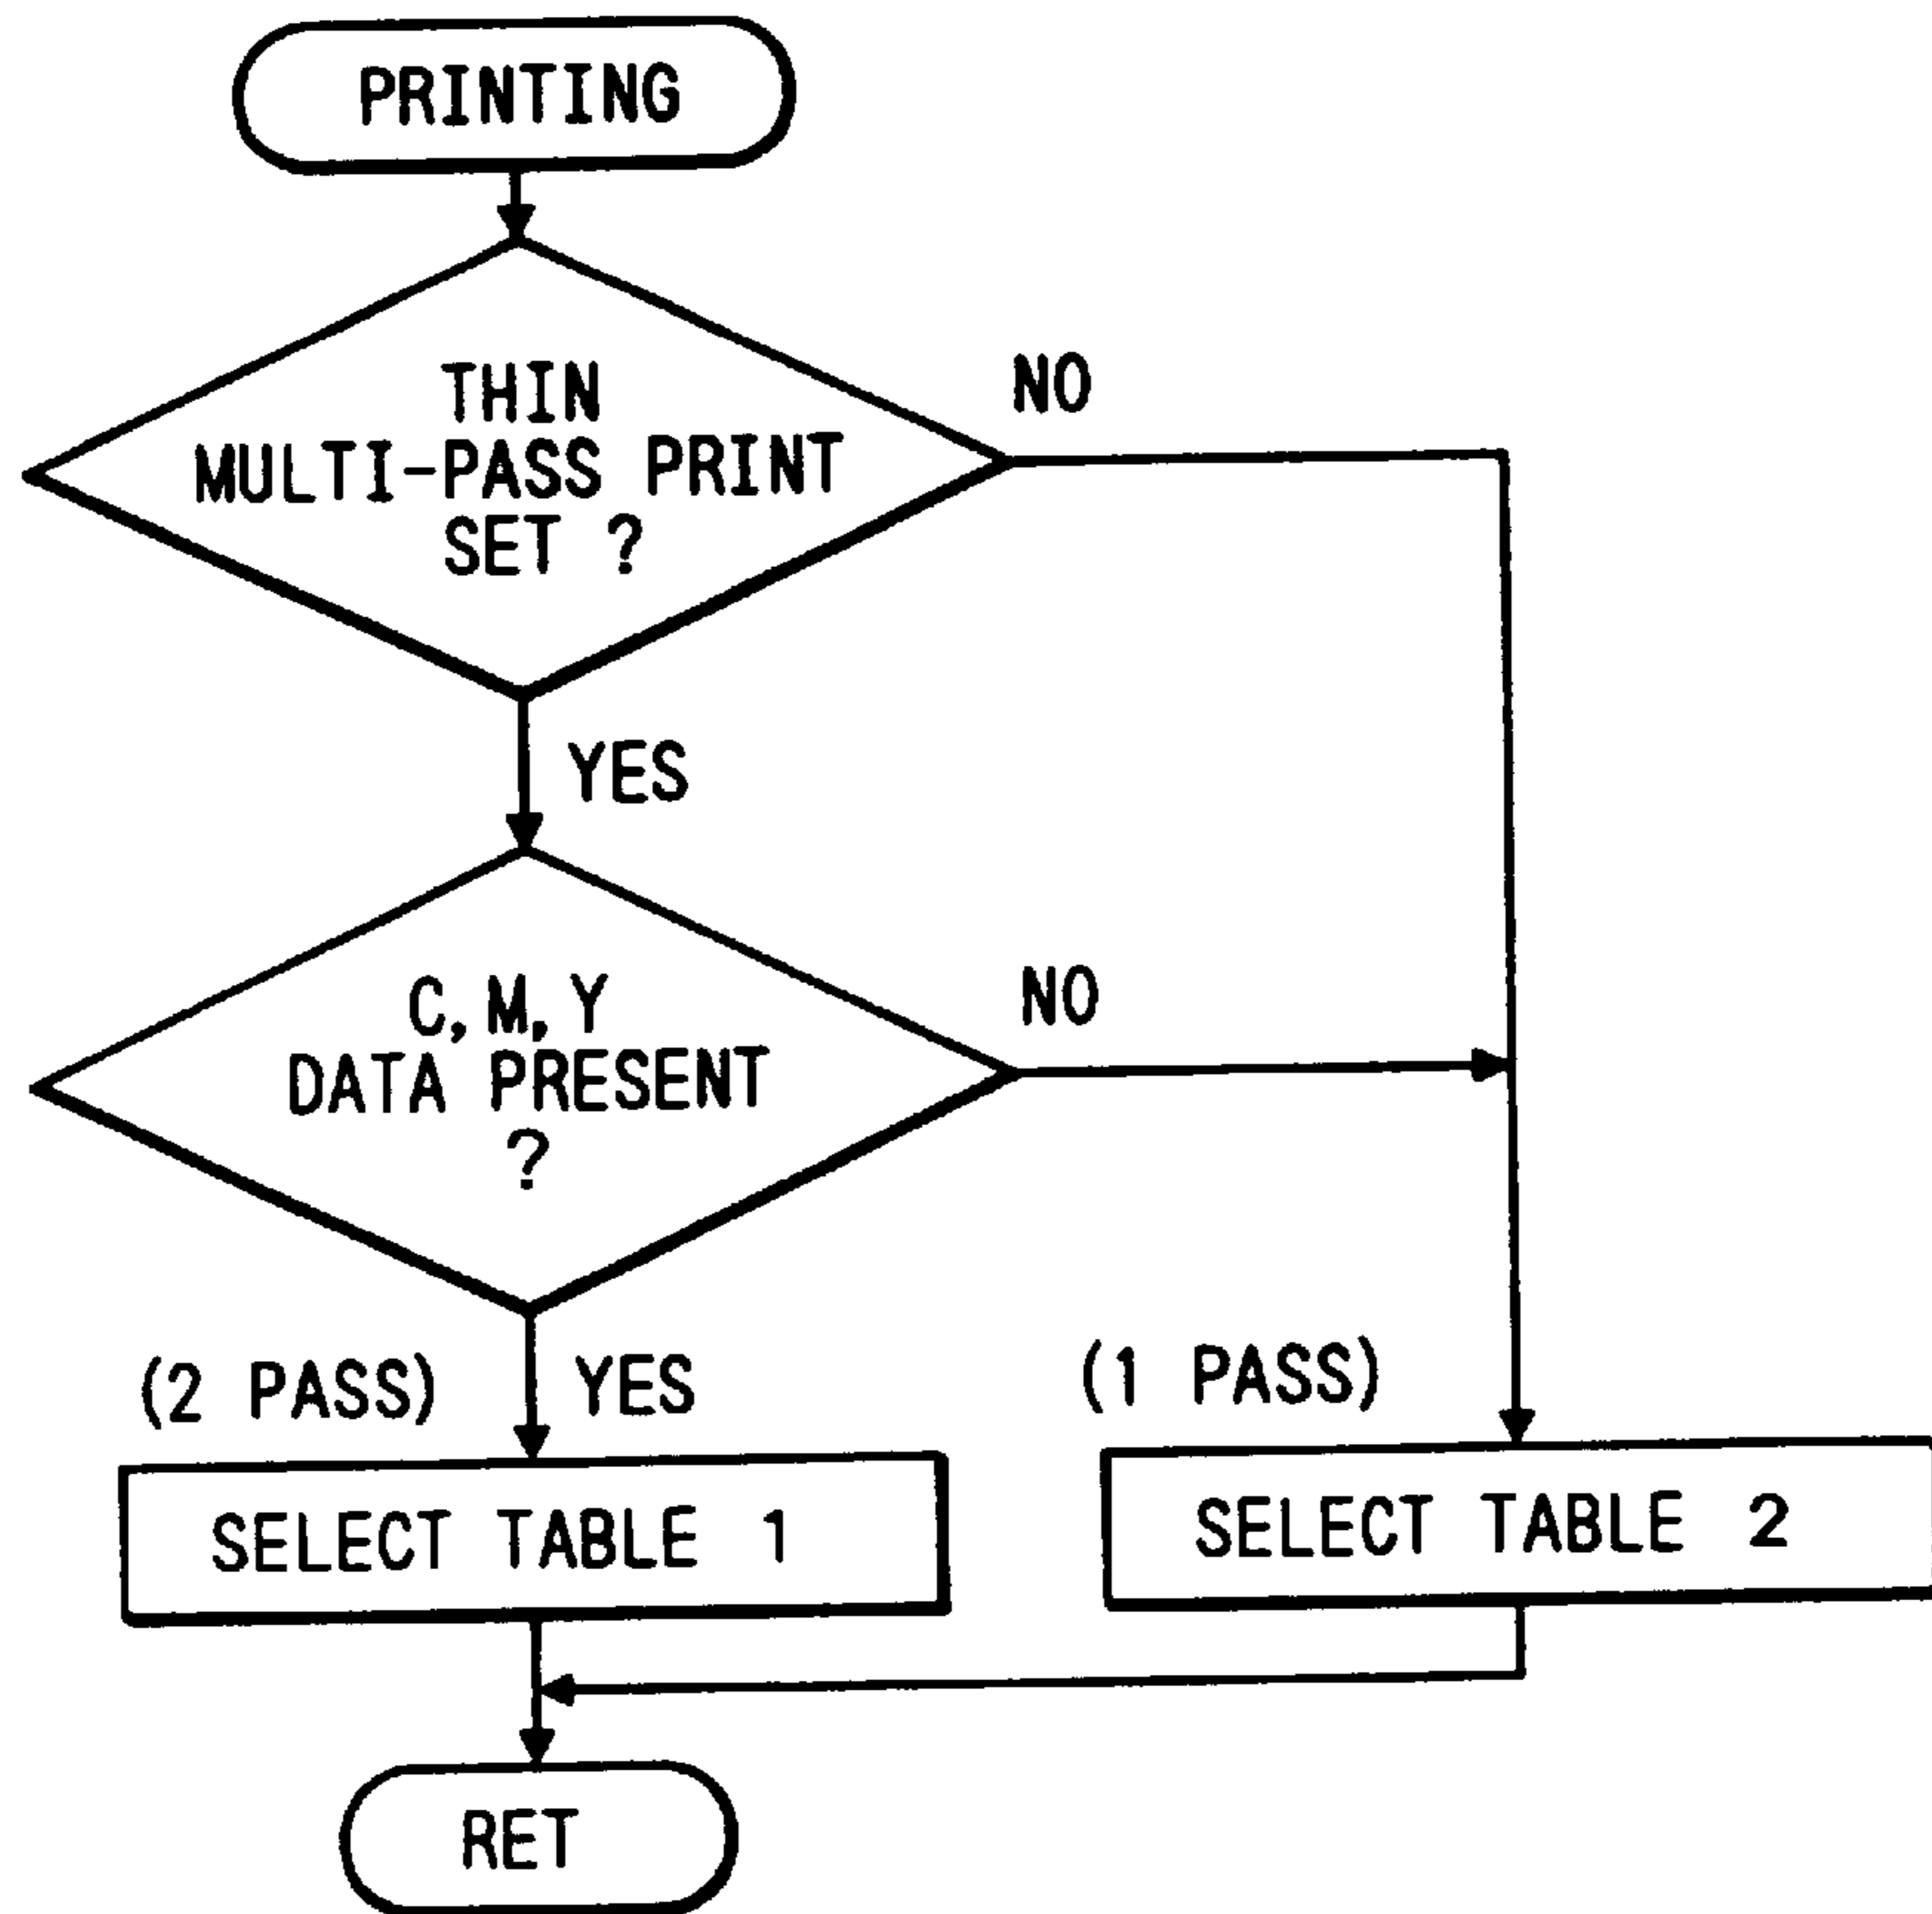 PRINTING
THIN
MULTI-PASS PRINT
SET ?
NO
YES
C, M, Y
DATA PRESENT
?
NO
(2 PASS)
YES
(1 PASS)
SELECT TABLE 1
SELECT TABLE 2
RET